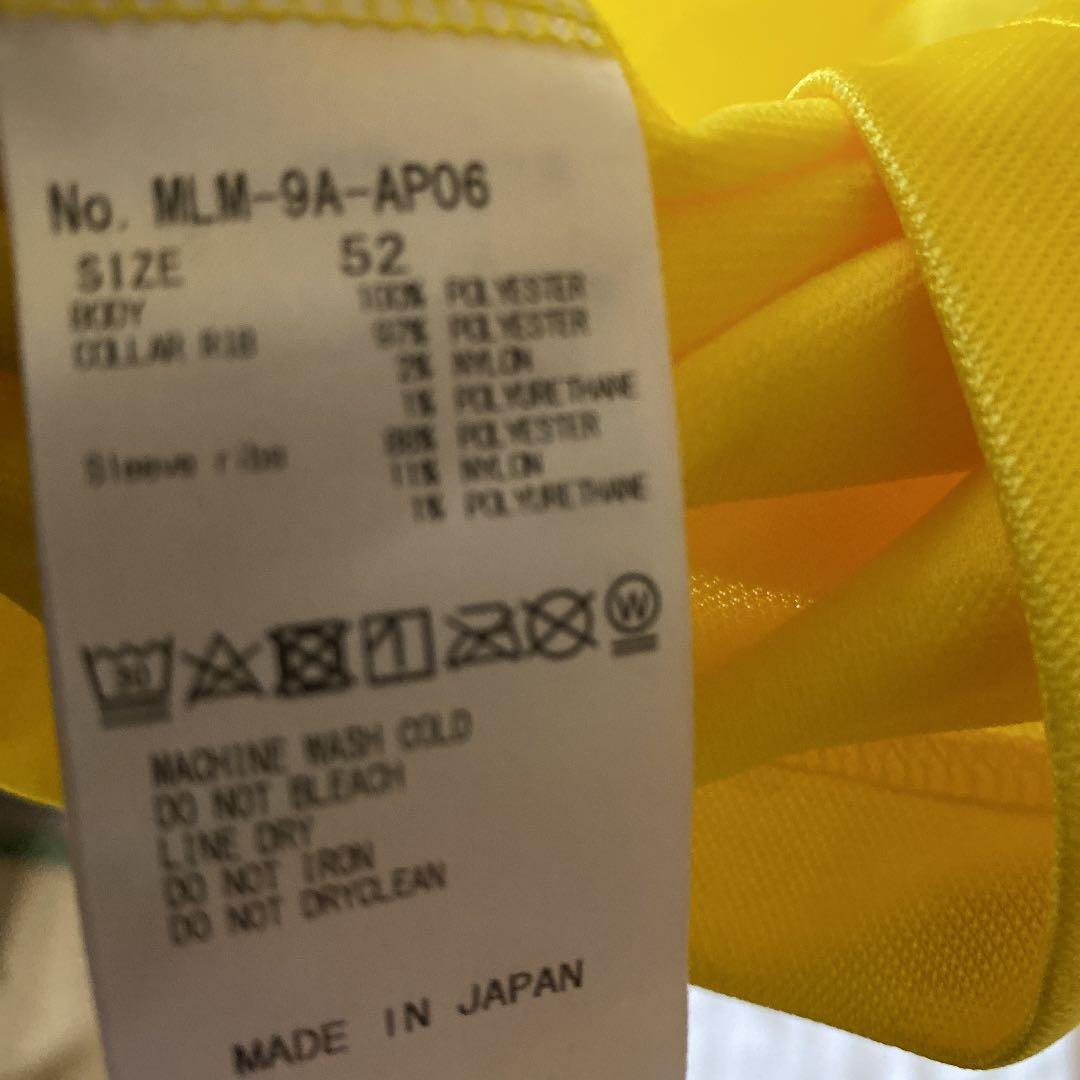 No. MLM-9A-AP06
SIZE 52
BODY 100% POLYESTER
COLLAR RIB 97% POLYESTER
2% NYLON
1% POLYURETHANE
Sleeve ribe 88% POLYESTER
11% NYLON
1% POLYURETHANE
30
W
MACHINE WASH COLD
DO NOT BLEACH
LINE DRY
DO NOT IRON
DO NOT DRYCLEAN
MADE IN JAPAN